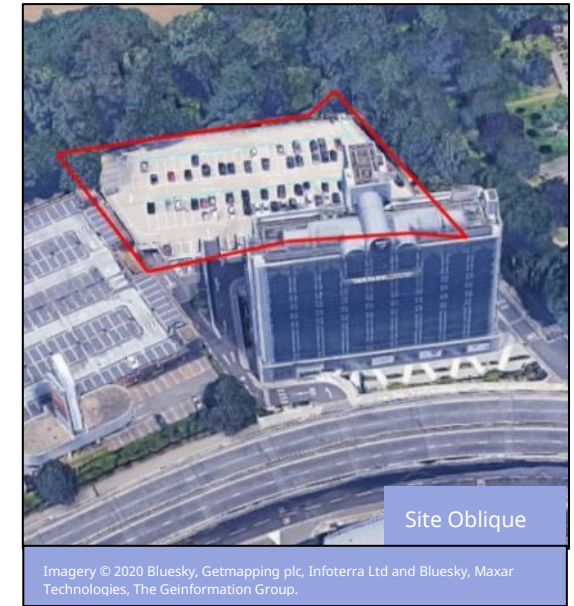 Site Oblique
Imagery © 2020 Bluesky, Getmapping plc, Infoterra Ltd and Bluesky, Maxar
Technologies, The Geinformation Group.